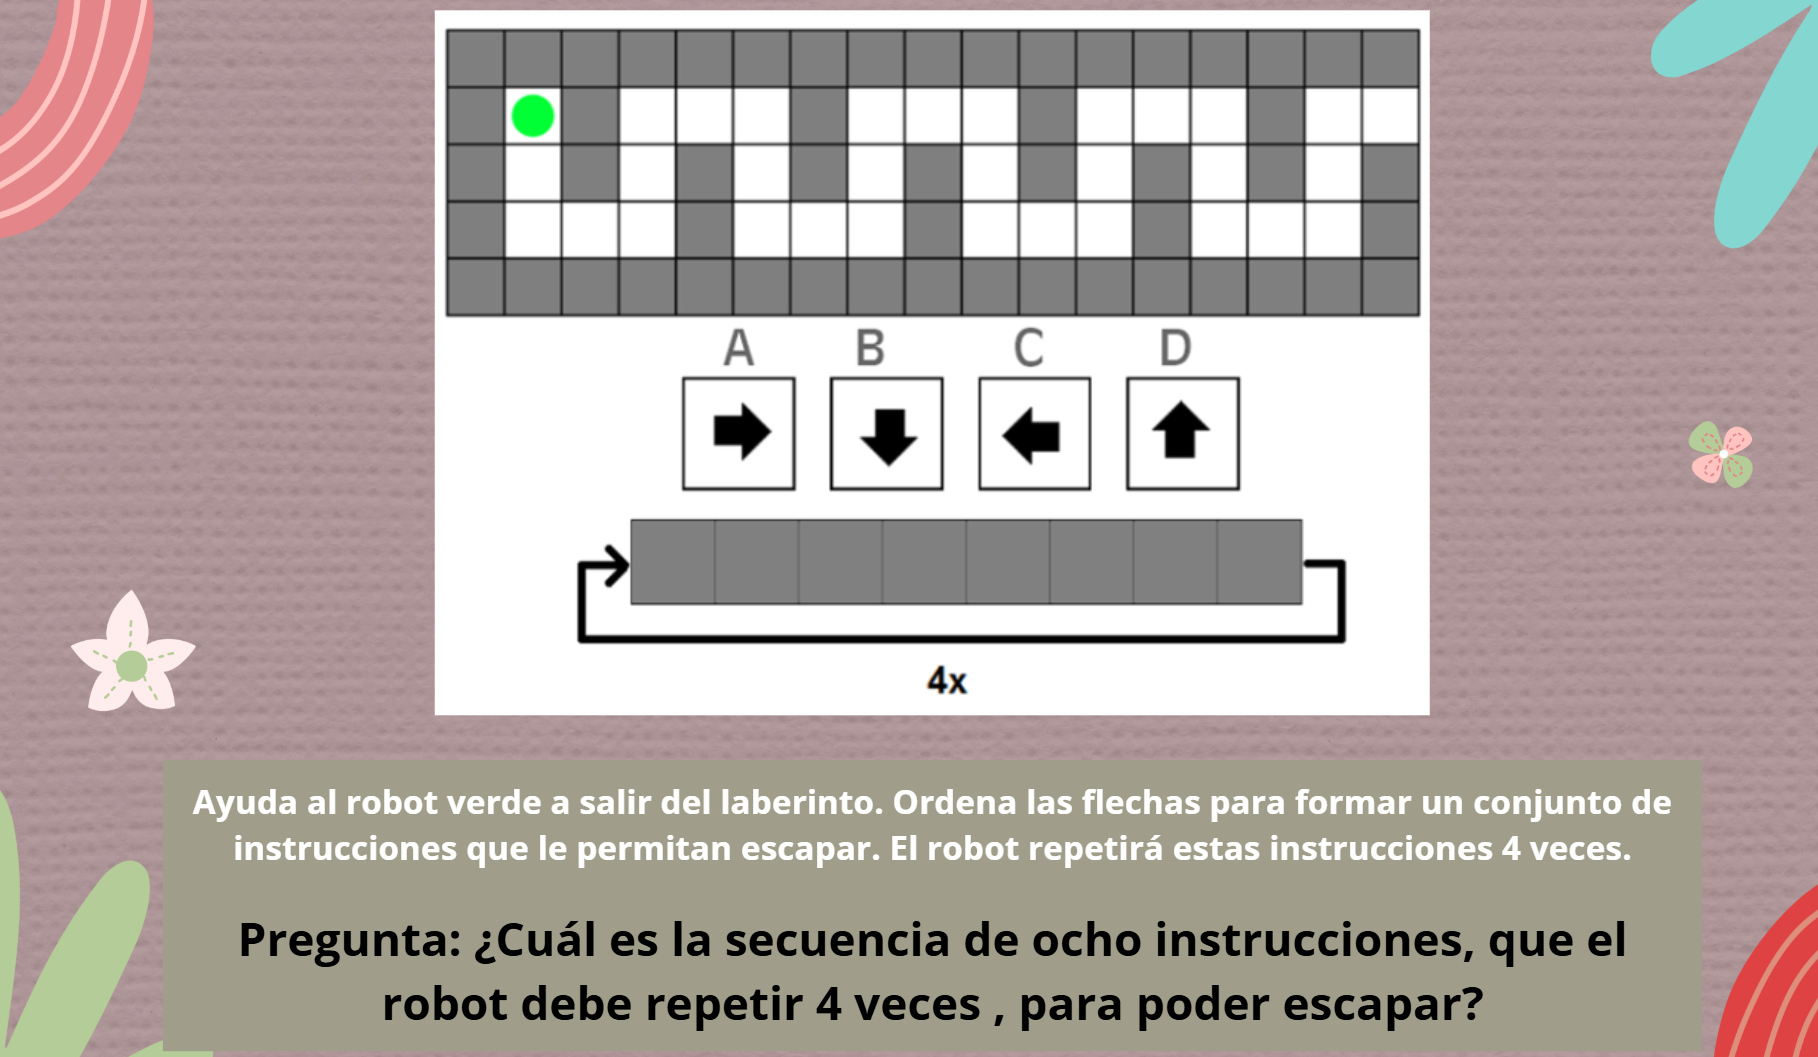 A B C D
4x
Ayuda al robot verde a salir del laberinto. Ordena las flechas para formar un conjunto de
instrucciones que le permitan escapar. El robot repetirá estas instrucciones 4 veces.
Pregunta: ¿Cuál es la secuencia de ocho instrucciones, que el
robot debe repetir 4 veces , para poder escapar?